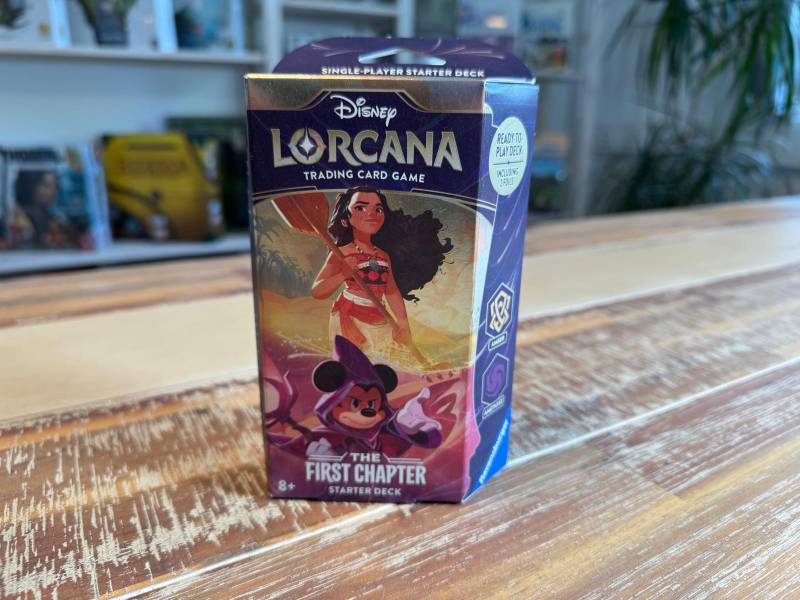 SINGLE-PLAYER STARTER DECK
Disney
LORCANA
TRADING CARD GAME
READY-TO-
PLAY DECK
INCLUDING
2 FOILS
AMBER
AMETHYST
Ravensburger
THE
FIRST CHAPTER
STARTER DECK
8+